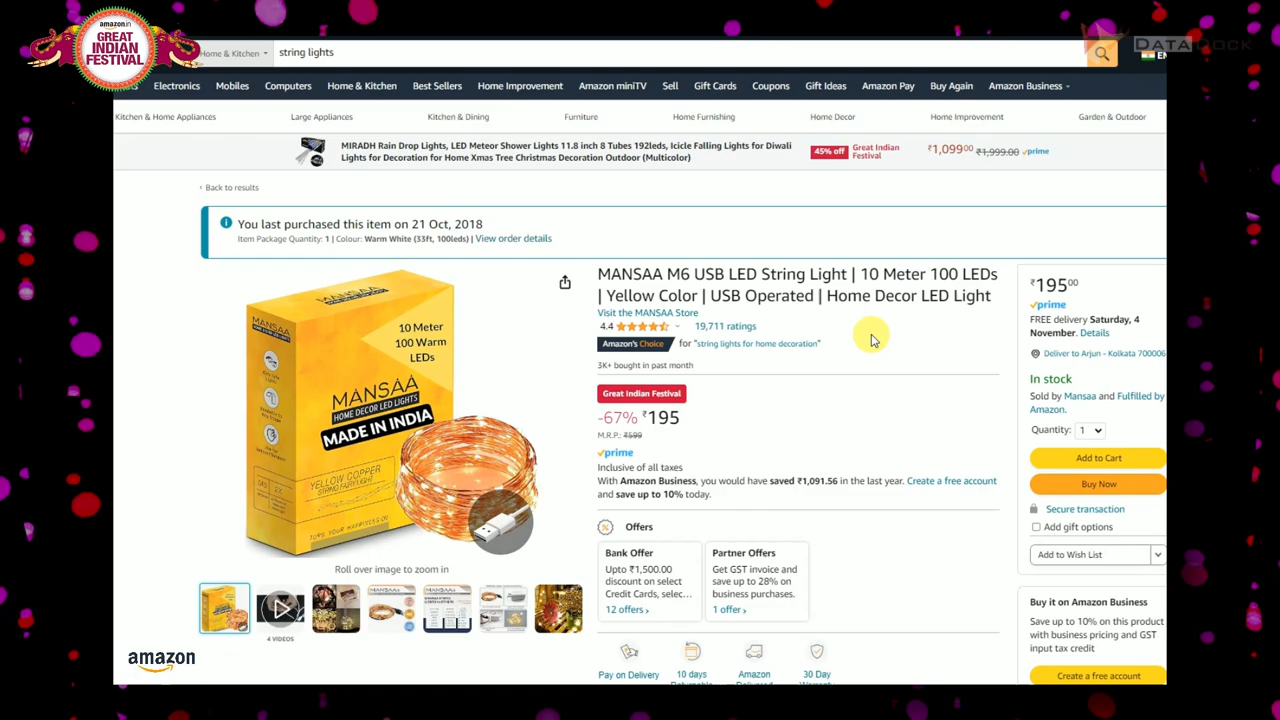 amazon.in
GREAT
INDIAN
FESTIVAL
Home & Kitchen
string lights
DATADOCK
EN
Electronics
Mobiles
Computers
Home & Kitchen
Best Sellers
Home Improvement
Amazon miniTV
Sell
Gift Cards
Coupons
Gift Ideas
Amazon Pay
Buy Again
Amazon Business
Kitchen & Home Appliances
Large Appliances
Kitchen & Dining
Furniture
Home Furnishing
Home Decor
Home Improvement
Garden & Outdoor
MIRADH Rain Drop Lights, LED Meteor Shower Lights 11.8 inch 8 Tubes 192leds, Icicle Falling Lights for Diwali
Lights for Decoration for Home Xmas Tree Christmas Decoration Outdoor (Multicolor)
45% off
Great Indian
Festival
₹1,099.00 ₹1,999.00 prime
‹ Back to results
You last purchased this item on 21 Oct, 2018
Item Package Quantity: 1 | Colour: Warm White (33ft, 100leds) | View order details
MANSAA
10 Meter
100 Warm
LEDs
MANSAA
HOME DECOR LED LIGHTS
MADE IN INDIA
YELLOW COPPER
STRING FAIRYLIGHT
Roll over image to zoom in
4 VIDEOS
amazon
MANSAA M6 USB LED String Light | 10 Meter 100 LEDs
| Yellow Color | USB Operated | Home Decor LED Light
Visit the MANSAA Store
4.4 19,711 ratings
Amazon's Choice for "string lights for home decoration"
3K+ bought in past month
Great Indian Festival
-67% ₹195
M.R.P.: ₹599
prime
Inclusive of all taxes
With Amazon Business, you would have saved ₹1,091.56 in the last year. Create a free account
and save up to 10% today.
Offers
Bank Offer
Upto ₹1,500.00
discount on select
Credit Cards, selec...
12 offers ›
Partner Offers
Get GST invoice and
save up to 28% on
business purchases.
1 offer ›
Pay on Delivery
10 days
Returnable
Amazon
Delivered
30 Day
Warranty
₹195.00
prime
FREE delivery Saturday, 4
November. Details
Deliver to Arjun - Kolkata 700006
In stock
Sold by Mansaa and Fulfilled by
Amazon.
Quantity: 1
Add to Cart
Buy Now
Secure transaction
Add gift options
Add to Wish List
Buy it on Amazon Business
Save up to 10% on this product
with business pricing and GST
input tax credit
Create a free account